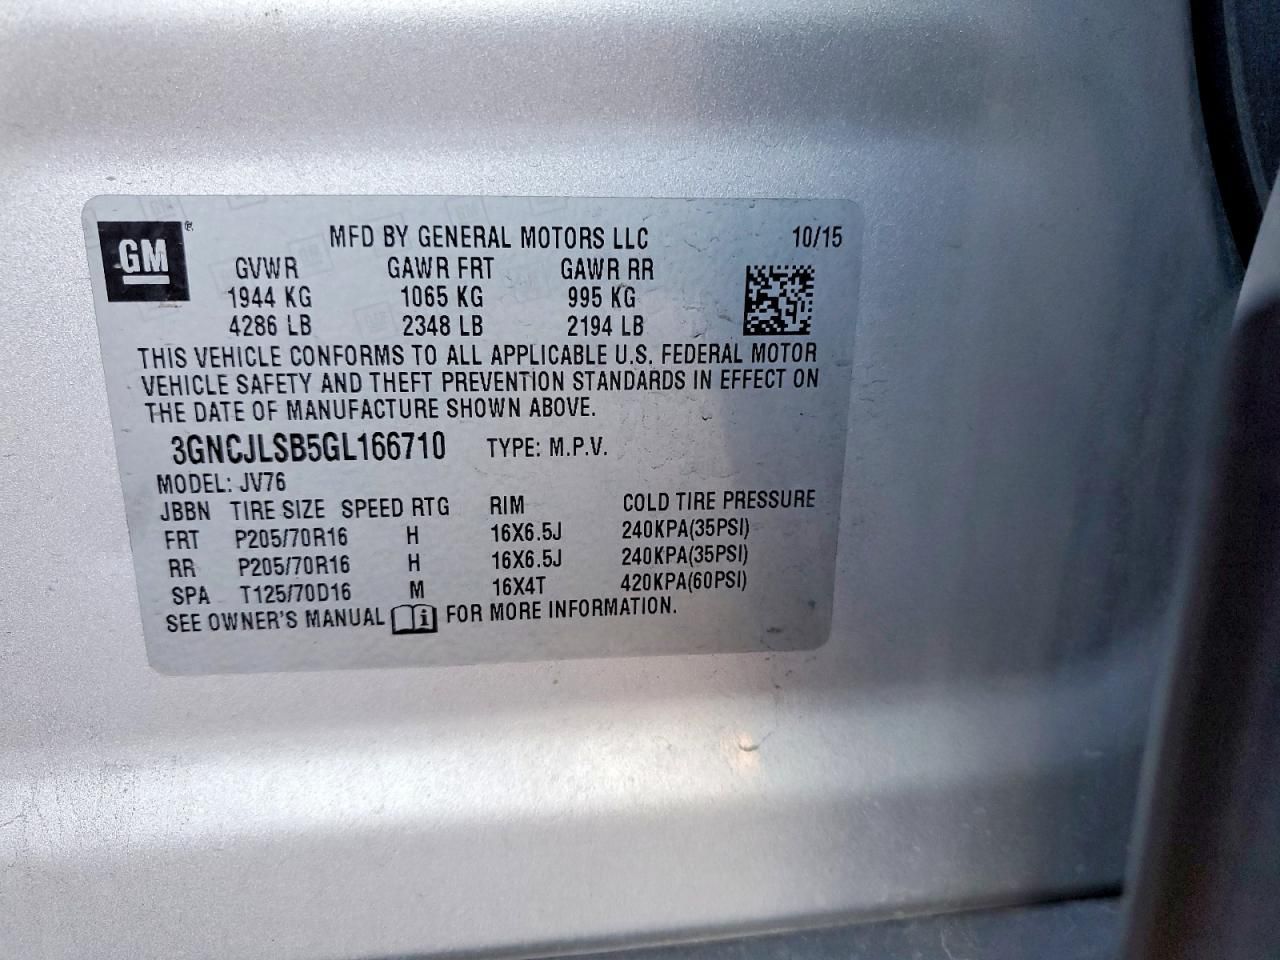 GM ®
MFD BY GENERAL MOTORS LLC 10/15
GVWR GAWR FRT GAWR RR
1944 KG 1065 KG 995 KG
4286 LB 2348 LB 2194 LB
THIS VEHICLE CONFORMS TO ALL APPLICABLE U.S. FEDERAL MOTOR
VEHICLE SAFETY AND THEFT PREVENTION STANDARDS IN EFFECT ON
THE DATE OF MANUFACTURE SHOWN ABOVE.
3GNCJLSB5GL166710 TYPE: M.P.V.
MODEL: JV76
JBBN TIRE SIZE SPEED RTG RIM COLD TIRE PRESSURE
FRT P205/70R16 H 16X6.5J 240KPA(35PSI)
RR P205/70R16 H 16X6.5J 240KPA(35PSI)
SPA T125/70D16 M 16X4T 420KPA(60PSI)
SEE OWNER'S MANUAL i FOR MORE INFORMATION.